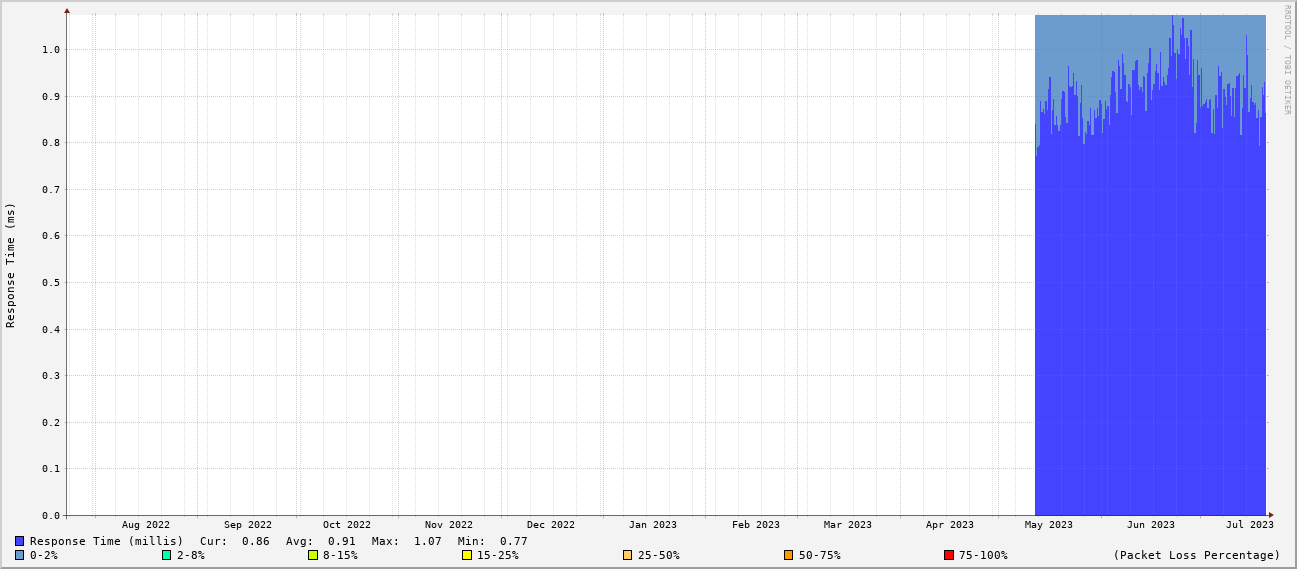 RRDTOOL / TOBI OETIKER
Response Time (ms)
1.0
0.9
0.8
0.7
0.6
0.5
0.4
0.3
0.2
0.1
0.0
Aug 2022 Sep 2022 Oct 2022 Nov 2022 Dec 2022 Jan 2023 Feb 2023 Mar 2023 Apr 2023 May 2023 Jun 2023 Jul 2023
Response Time (millis) Cur: 0.86 Avg: 0.91 Max: 1.07 Min: 0.77
0-2% 2-8% 8-15% 15-25% 25-50% 50-75% 75-100% (Packet Loss Percentage)